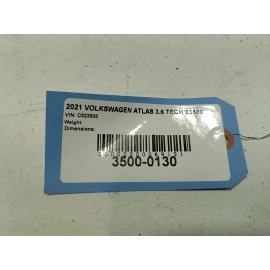 2021 VOLKSWAGEN ATLAS 3.6 TECH 23500
VIN: C523500
Weight:
Dimensions:
3500-0130